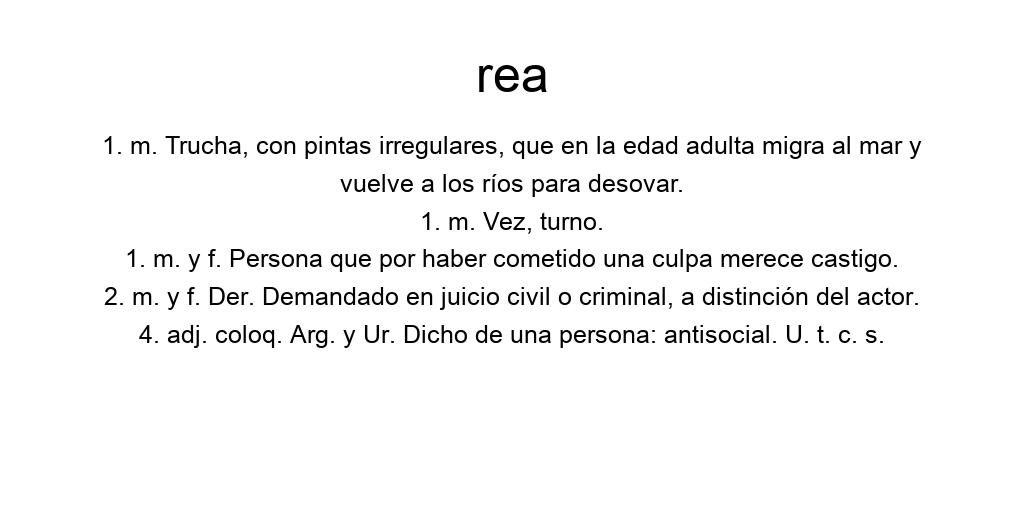 rea
1. m. Trucha, con pintas irregulares, que en la edad adulta migra al mar y
vuelve a los ríos para desovar.
1. m. Vez, turno.
1. m. y f. Persona que por haber cometido una culpa merece castigo.
2. m. y f. Der. Demandado en juicio civil o criminal, a distinción del actor.
4. adj. coloq. Arg. y Ur. Dicho de una persona: antisocial. U. t. c. s.